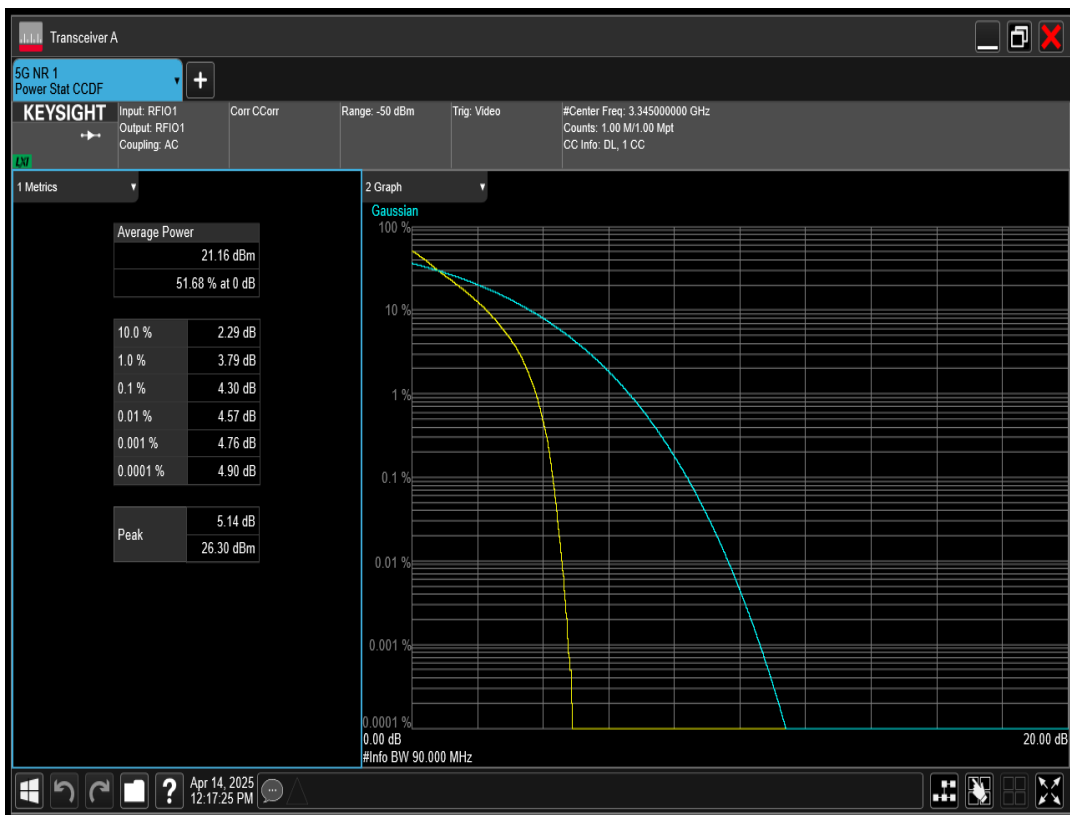 Transceiver A
5G NR 1
Power Stat CCDF
+
KEYSIGHT
LXI
Input: RFIO1
Output: RFIO1
Coupling: AC
Corr CCorr
Range: -50 dBm
Trig: Video
#Center Freq: 3.345000000 GHz
Counts: 1.00 M/1.00 Mpt
CC Info: DL, 1 CC
1 Metrics
Average Power
21.16 dBm
51.68 % at 0 dB
10.0 % 2.29 dB
1.0 % 3.79 dB
0.1 % 4.30 dB
0.01 % 4.57 dB
0.001 % 4.76 dB
0.0001 % 4.90 dB
Peak 5.14 dB
26.30 dBm
2 Graph
Gaussian
100 %
10 %
1 %
0.1 %
0.01 %
0.001 %
0.0001 %
0.00 dB 20.00 dB
#Info BW 90.000 MHz
?
Apr 14, 2025
12:17:25 PM